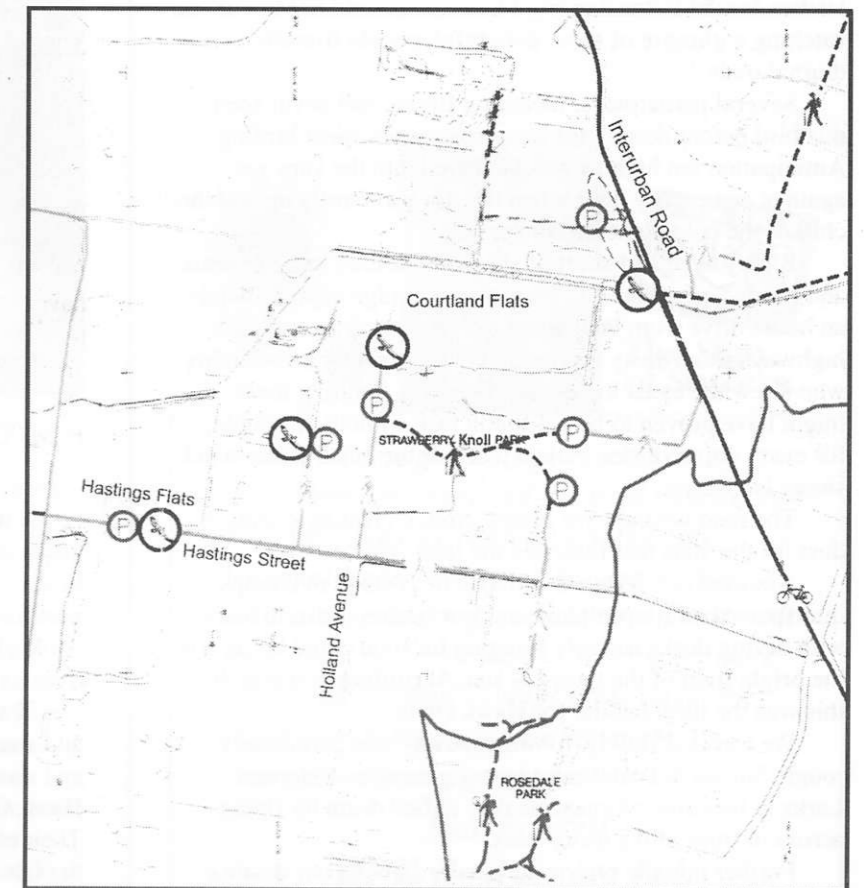 Interurban Road
P
Courtland Flats
P
P
STRAWBERRY Knoll PARK
P
P
Hastings Flats
P
Hastings Street
Holland Avenue
ROSEDALE
PARK